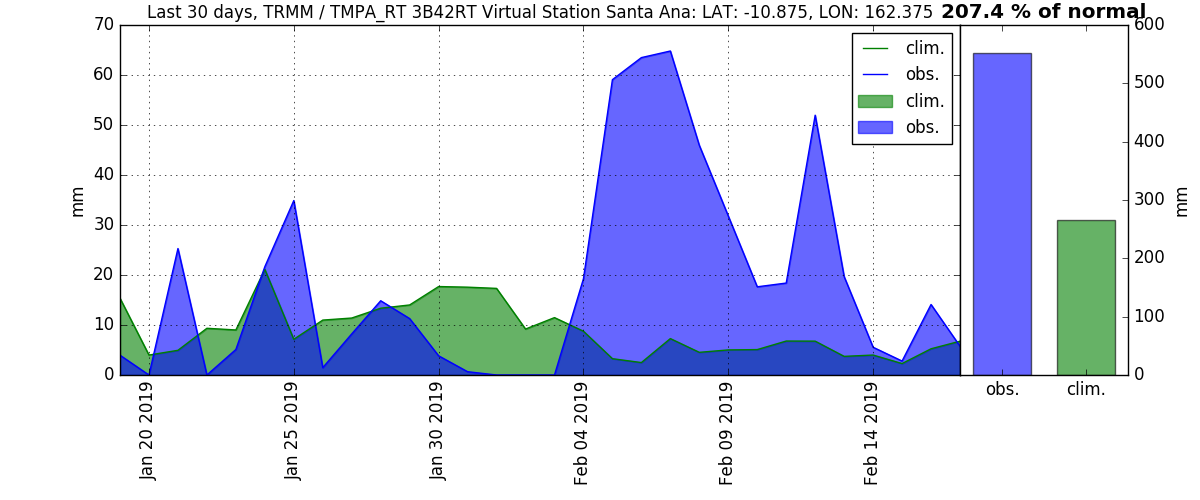 Last 30 days, TRMM / TMPA_RT 3B42RT Virtual Station Santa Ana: LAT: -10.875, LON: 162.375 207.4 % of normal
70
60
50
40
30
20
10
0
mm
clim.
obs.
clim.
obs.
Jan 20 2019
Jan 25 2019
Jan 30 2019
Feb 04 2019
Feb 09 2019
Feb 14 2019
600
500
400
300
200
100
0
mm
obs.
clim.